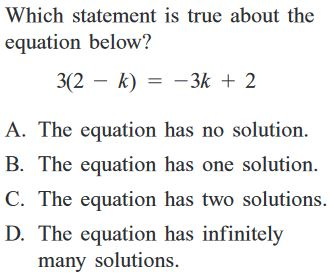 Which statement is true about the
equation below?
3(2 − k) = −3k + 2
A. The equation has no solution.
B. The equation has one solution.
C. The equation has two solutions.
D. The equation has infinitely
many solutions.